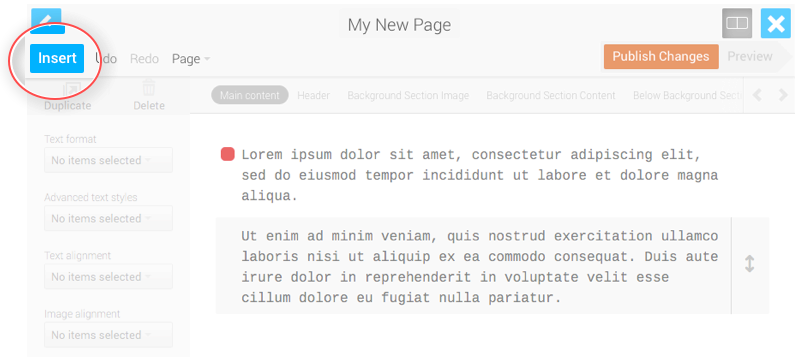 My New Page
Insert
Udo
Redo
Page
Publish Changes
Preview
Duplicate
Delete
Main content
Header
Background Section Image
Background Section Content
Below Background Secti
Text format
No items selected
Advanced text styles
No items selected
Text alignment
No items selected
Image alignment
No items selected
Lorem ipsum dolor sit amet, consectetur adipiscing elit,
sed do eiusmod tempor incididunt ut labore et dolore magna
aliqua.
Ut enim ad minim veniam, quis nostrud exercitation ullamco
laboris nisi ut aliquip ex ea commodo consequat. Duis aute
irure dolor in reprehenderit in voluptate velit esse
cillum dolore eu fugiat nulla pariatur.